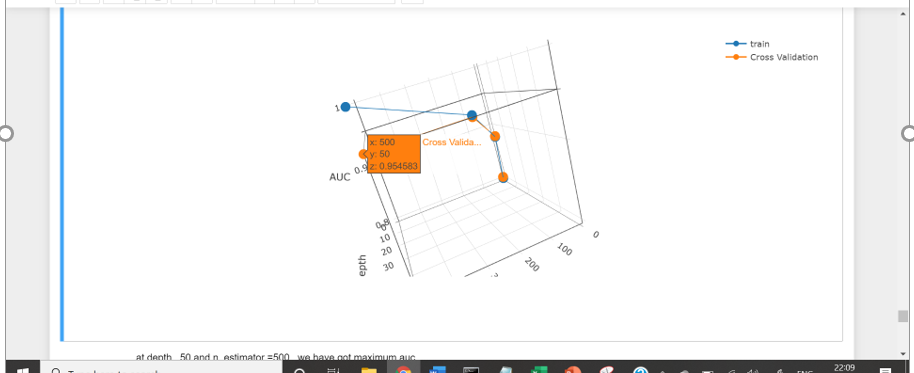 train
Cross Validation
1
x: 500
y: 50
z: 0.954583
Cross Valida...
0.9
AUC
0.8
0
10
20
30
epth
0
100
200
at depth 50 and n_estimator =500 we have got maximum auc
22:09